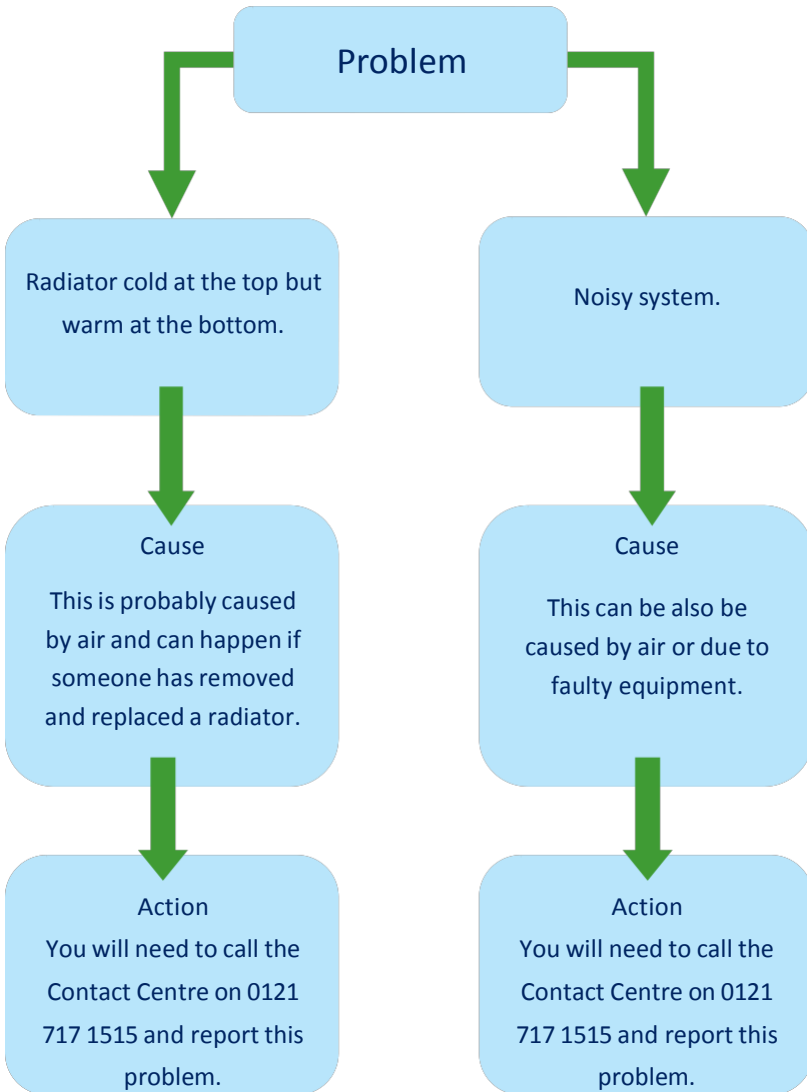 Problem
Radiator cold at the top but
warm at the bottom.
Noisy system.
Cause
This is probably caused
by air and can happen if
someone has removed
and replaced a radiator.
Cause
This can be also be
caused by air or due to
faulty equipment.
Action
You will need to call the
Contact Centre on 0121
717 1515 and report this
problem.
Action
You will need to call the
Contact Centre on 0121
717 1515 and report this
problem.